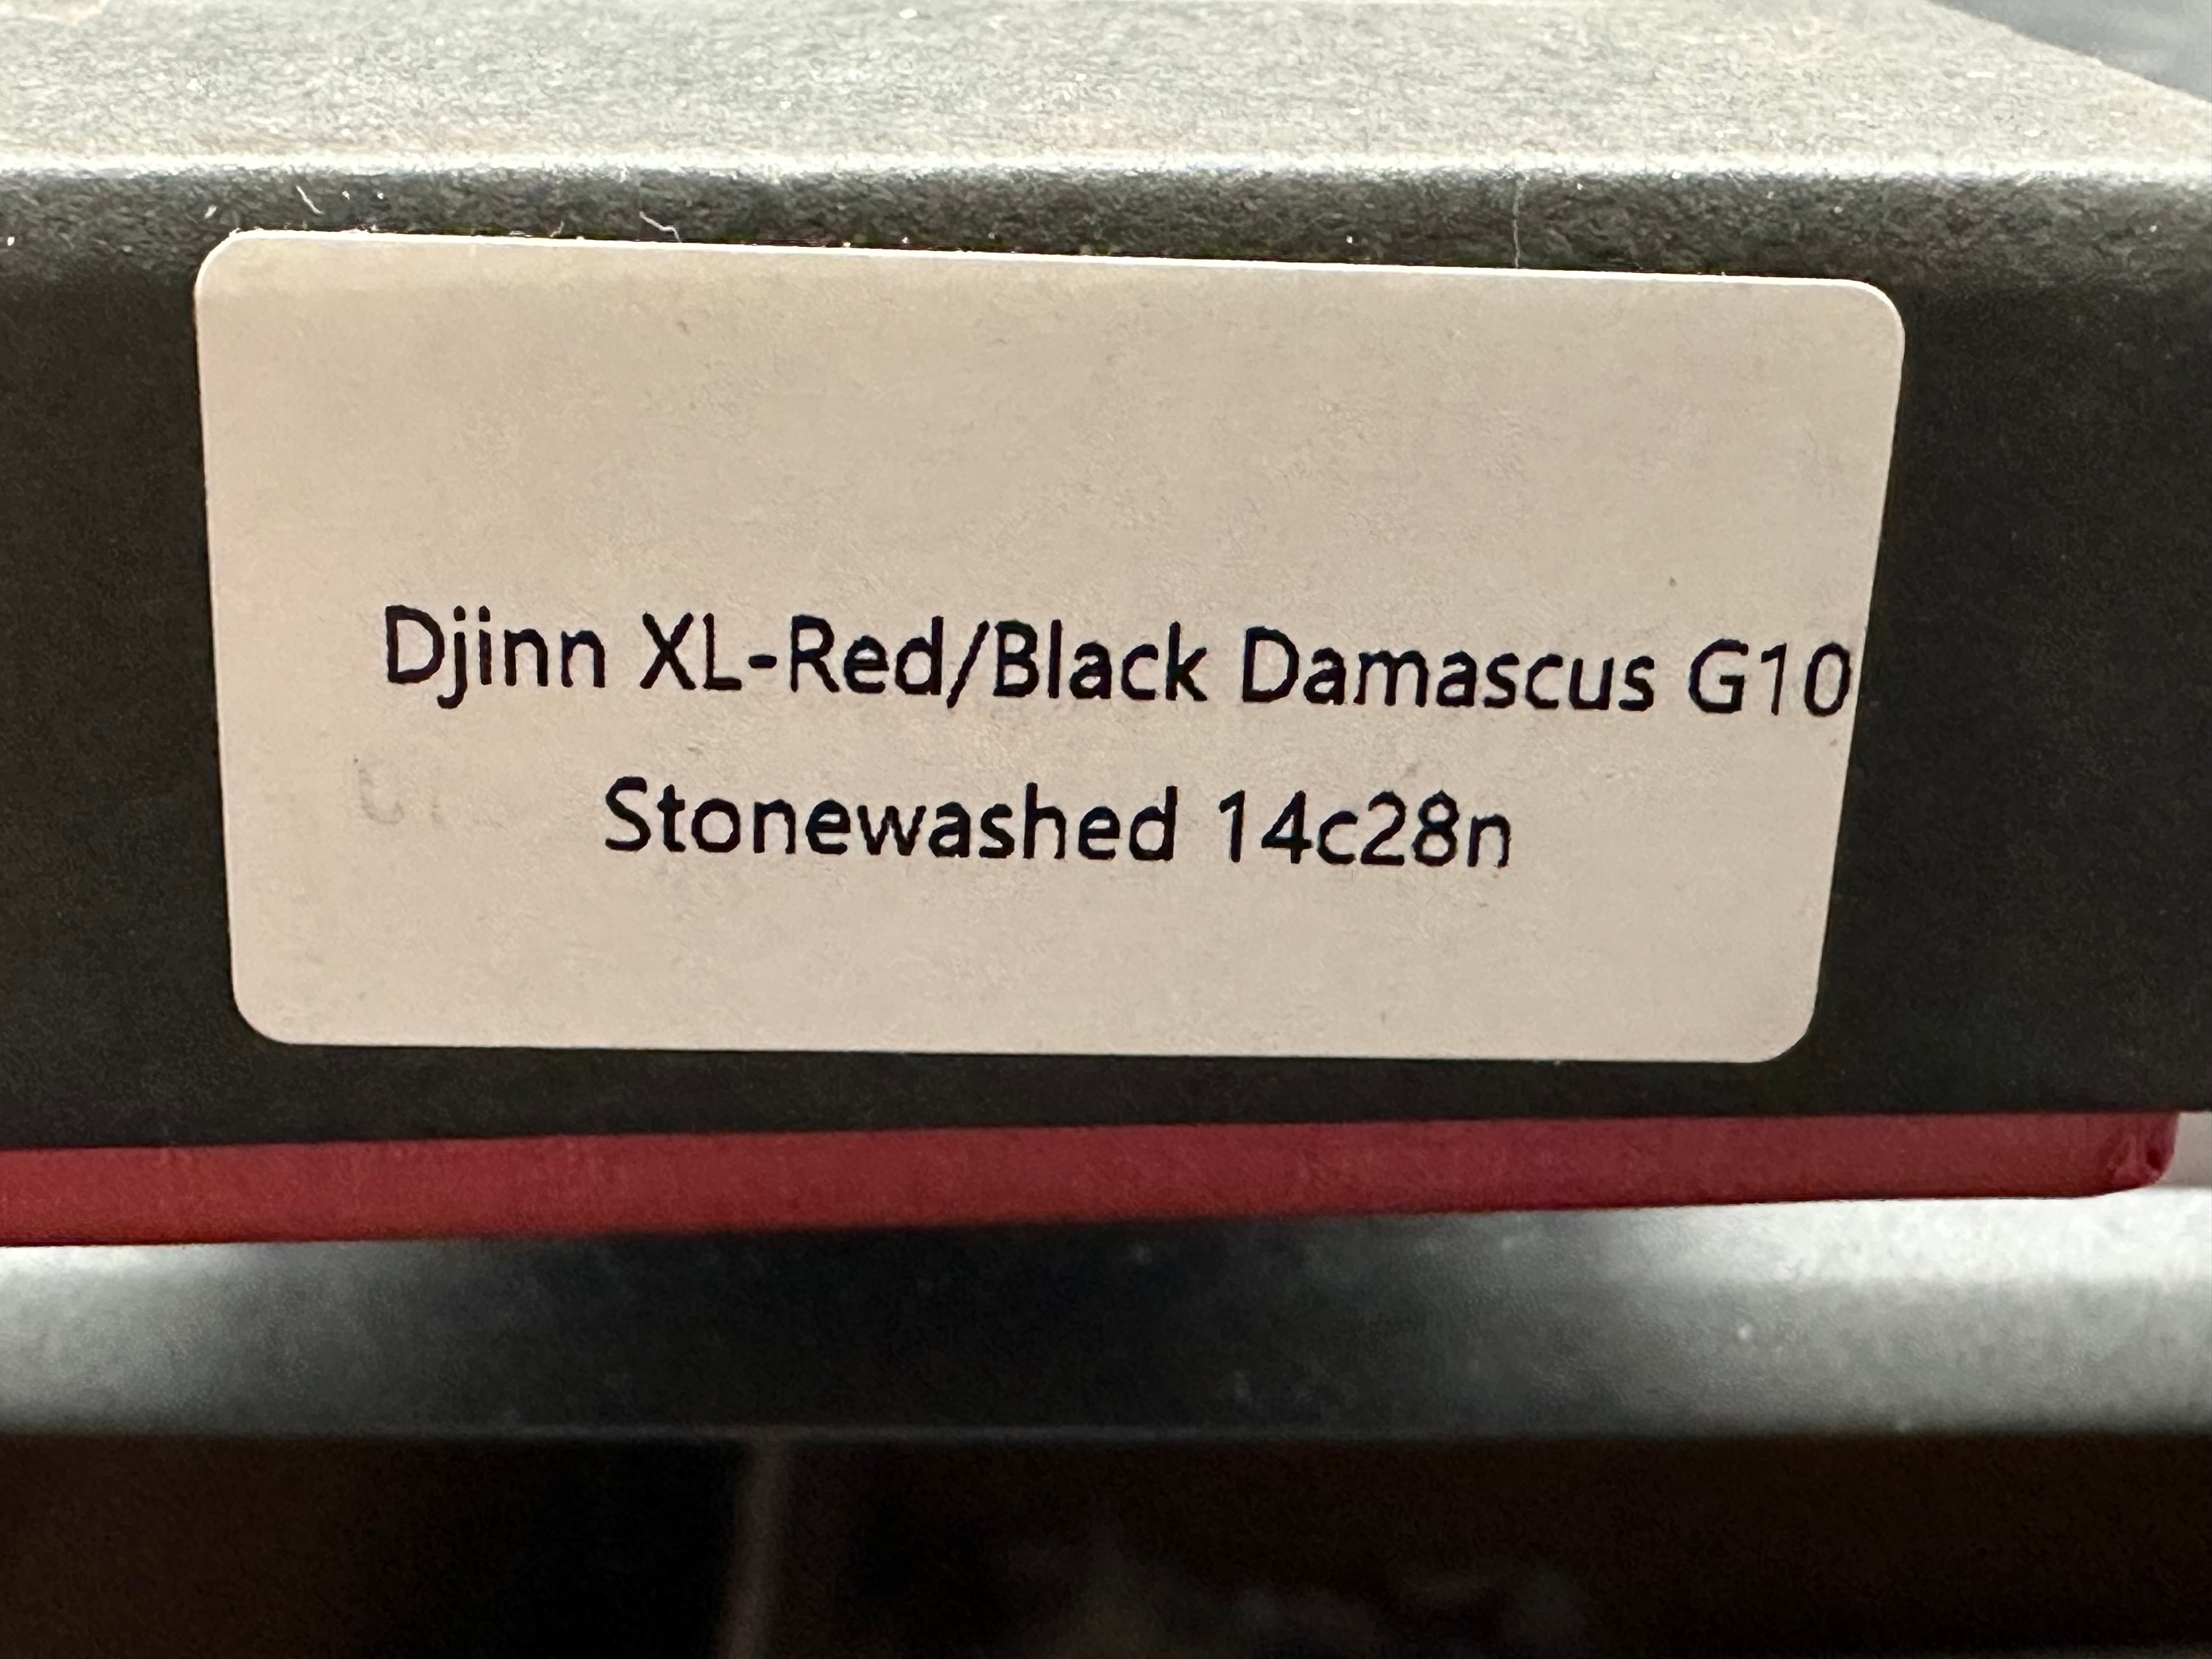 Djinn XL-Red/Black Damascus G10
Stonewashed 14c28n